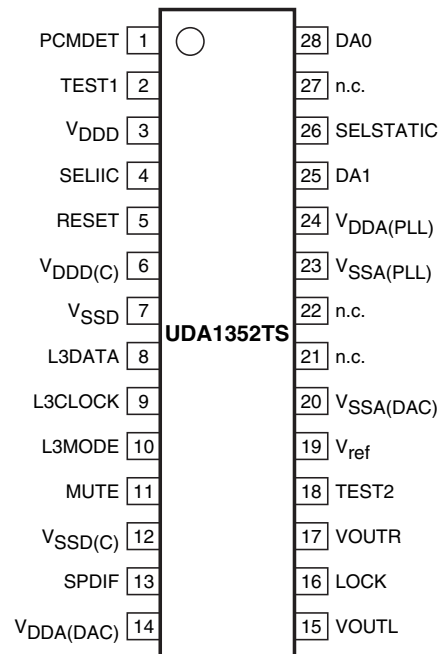 PCMDET 1 28 DA0
TEST1 2 27 n.c.
VDDD 3 26 SELSTATIC
SELIIC 4 25 DA1
RESET 5 24 VDDA(PLL)
VDDD(C) 6 23 VSSA(PLL)
VSSD 7 22 n.c.
UDA1352TS
L3DATA 8 21 n.c.
L3CLOCK 9 20 VSSA(DAC)
L3MODE 10 19 Vref
MUTE 11 18 TEST2
VSSD(C) 12 17 VOUTR
SPDIF 13 16 LOCK
VDDA(DAC) 14 15 VOUTL